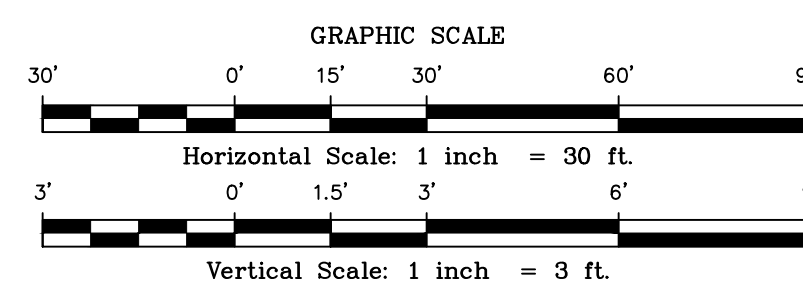 GRAPHIC SCALE
30' 0' 15' 30' 60'
Horizontal Scale: 1 inch = 30 ft.
3' 0' 1.5' 3' 6'
Vertical Scale: 1 inch = 3 ft.